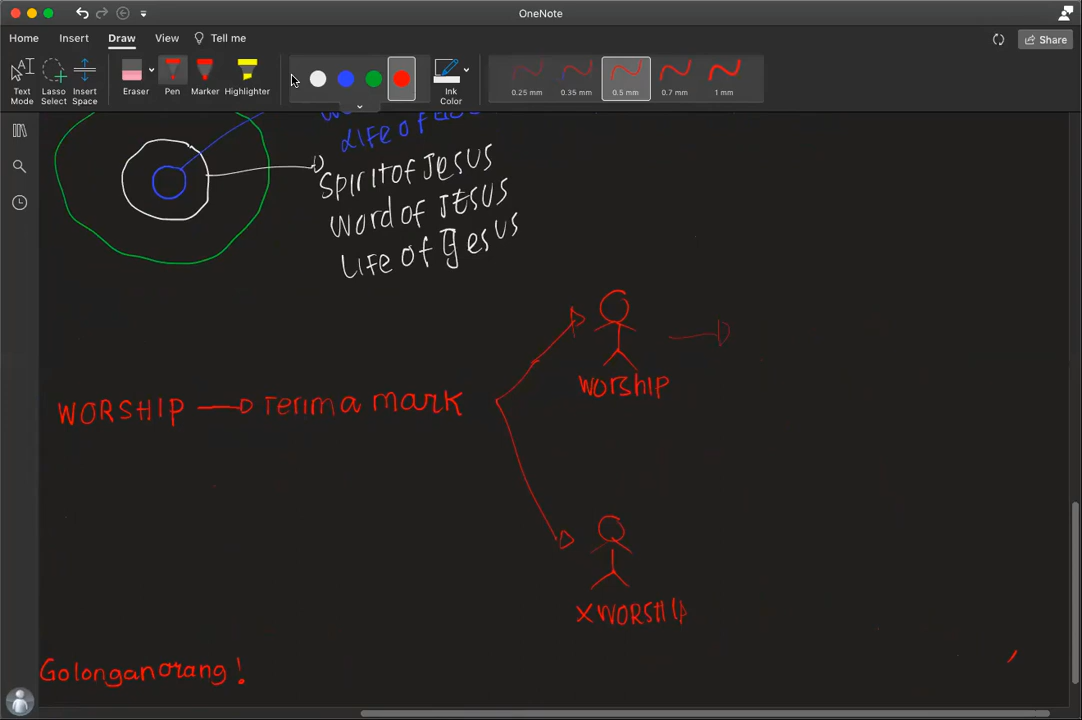 OneNote
Home Insert Draw View Tell me
Share
Text Mode
Lasso Select
Insert Space
Eraser
Pen
Marker
Highlighter
Ink Color
0.25 mm
0.35 mm
0.5 mm
0.7 mm
1 mm
Life of
Spirit of Jesus
Word of Jesus
Life of Jesus
WORSHIP
WORSHIP Terima mark
X WORSHIP
Golongan orang!